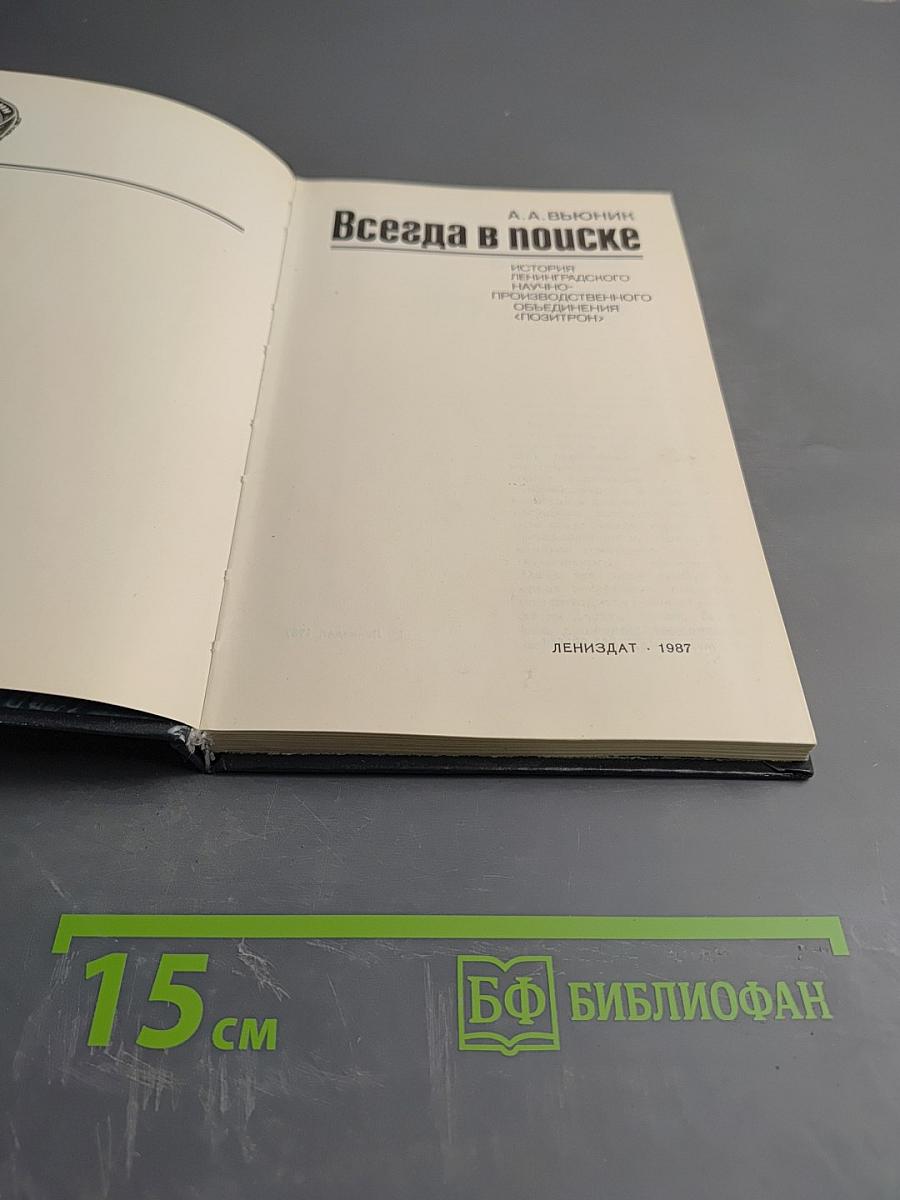 А. А. ВЬЮНИК
Всегда в поиске
ИСТОРИЯ
ЛЕНИНГРАДСКОГО
НАУЧНО-
ПРОИЗВОДСТВЕННОГО
ОБЪЕДИНЕНИЯ
«ПОЗИТРОН»
ЛЕНИЗДАТ · 1987
15 см
БФ БИБЛИОФАН